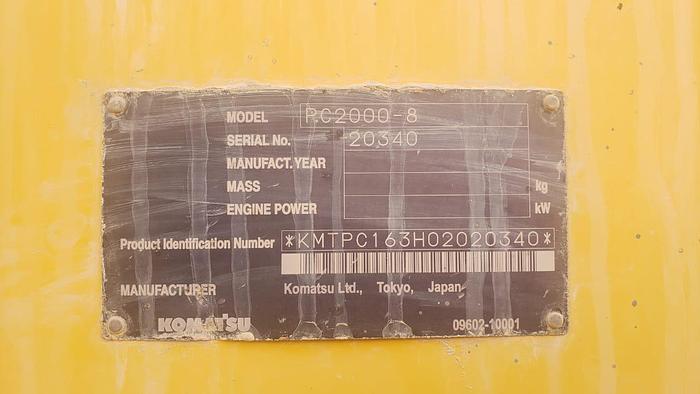 MODEL PC2000-8
SERIAL No. 20340
MANUFACT. YEAR
MASS kg
ENGINE POWER kW
Product Identification Number *KMTPC163H02020340*
MANUFACTURER Komatsu Ltd., Tokyo, Japan
KOMATSU 09602-10001